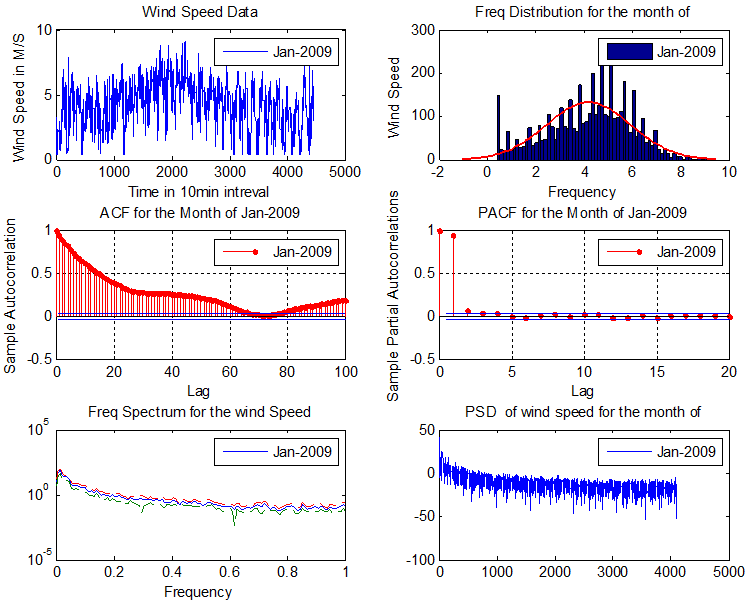 Wind Speed Data
Wind Speed in M/S
10
5
0
Jan-2009
0 1000 2000 3000 4000 5000
Time in 10min intreval
Freq Distribution for the month of
Wind Speed
300
200
100
0
Jan-2009
-2 0 2 4 6 8 10
Frequency
ACF for the Month of Jan-2009
Sample Autocorrelation
1
0.5
0
-0.5
Jan-2009
0 20 40 60 80 100
Lag
PACF for the Month of Jan-2009
Sample Partial Autocorrelations
1
0.5
0
-0.5
Jan-2009
0 5 10 15 20
Lag
Freq Spectrum for the wind Speed
10^5
10^0
10^-5
Jan-2009
0 0.2 0.4 0.6 0.8 1
Frequency
PSD of wind speed for the month of
50
0
-50
-100
Jan-2009
0 1000 2000 3000 4000 5000